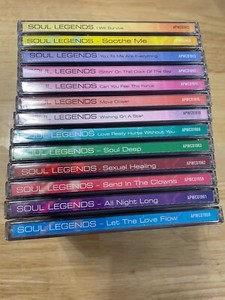 SOUL LEGENDS - I Will Survive
SOUL LEGENDS - Soothe Me
SOUL LEGENDS - You To Me Are Everything
SOUL LEGENDS - Sittin' On The Dock Of The Bay
SOUL LEGENDS - Can You Feel The Force
SOUL LEGENDS - Move Closer
SOUL LEGENDS - Wishing On A Star
SOUL LEGENDS - Love Really Hurts Without You
SOUL LEGENDS - Soul Deep
SOUL LEGENDS - Sexual Healing
SOUL LEGENDS - Send In The Clowns
SOUL LEGENDS - All Night Long
SOUL LEGENDS - Let The Love Flow